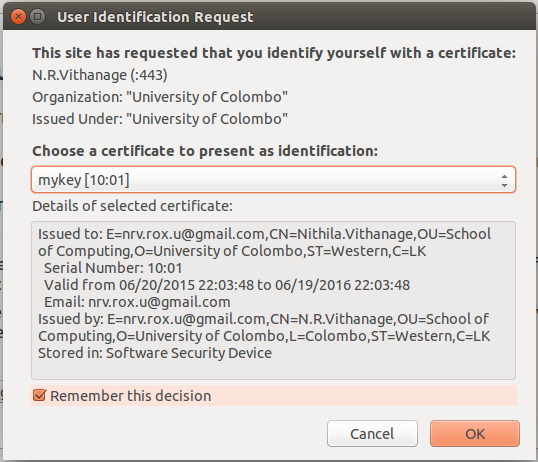 User Identification Request
This site has requested that you identify yourself with a certificate:
N.R.Vithanage (:443)
Organization: "University of Colombo"
Issued Under: "University of Colombo"
Choose a certificate to present as identification:
mykey [10:01]
Details of selected certificate:
Issued to: E=nrv.rox.u@gmail.com,CN=Nithila.Vithanage,OU=School
of Computing,O=University of Colombo,ST=Western,C=LK
Serial Number: 10:01
Valid from 06/20/2015 22:03:48 to 06/19/2016 22:03:48
Email: nrv.rox.u@gmail.com
Issued by: E=nrv.rox.u@gmail.com,CN=N.R.Vithanage,OU=School of
Computing,O=University of Colombo,L=Colombo,ST=Western,C=LK
Stored in: Software Security Device
Remember this decision
Cancel
OK